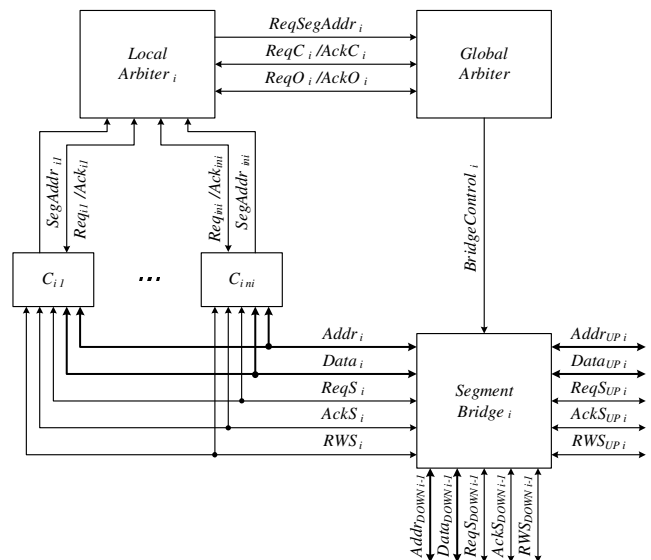 Local
Arbiter i
ReqSegAddr i
ReqC i /AckC i
ReqO i /AckO i
Global
Arbiter
SegAddr i1
Req i1 /Ack i1
Req ini /Ack ini
SegAddr ini
BridgeControl i
C i1
...
C ini
Addr i
Data i
ReqS i
AckS i
RWS i
Segment
Bridge i
Addr UP i
Data UP i
ReqS UP i
AckS UP i
RWS UP i
Addr DOWN i-1
Data DOWN i-1
ReqS DOWN i-1
AckS DOWN i-1
RWS DOWN i-1